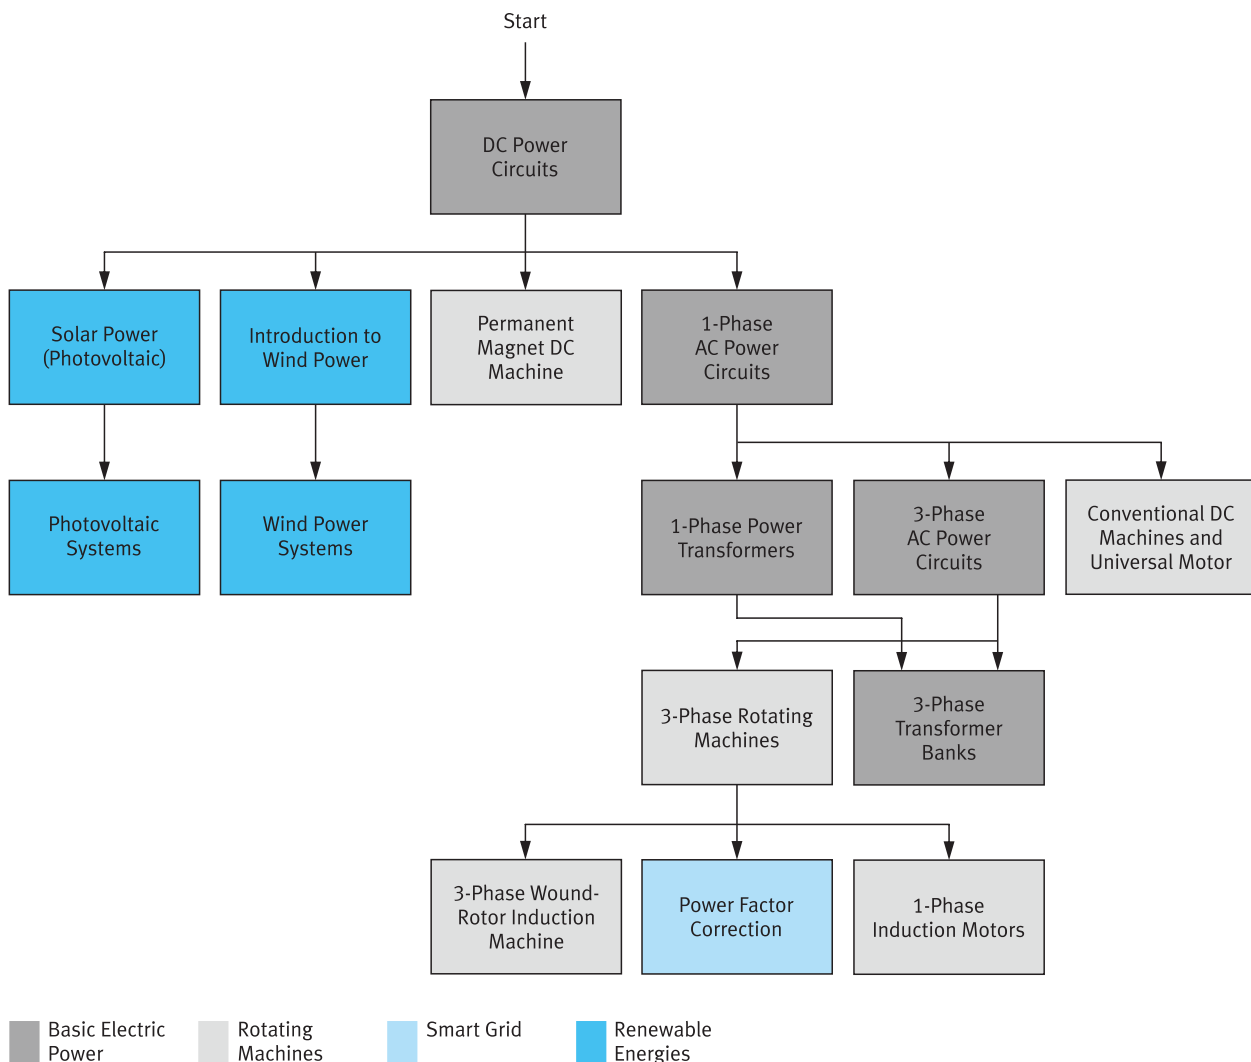 Start
DC Power
Circuits
Solar Power
(Photovoltaic)
Introduction to
Wind Power
Permanent
Magnet DC
Machine
1-Phase
AC Power
Circuits
Photovoltaic
Systems
Wind Power
Systems
1-Phase Power
Transformers
3-Phase
AC Power
Circuits
Conventional DC
Machines and
Universal Motor
3-Phase Rotating
Machines
3-Phase
Transformer
Banks
3-Phase Wound-
Rotor Induction
Machine
Power Factor
Correction
1-Phase
Induction Motors
Basic Electric
Power
Rotating
Machines
Smart Grid
Renewable
Energies